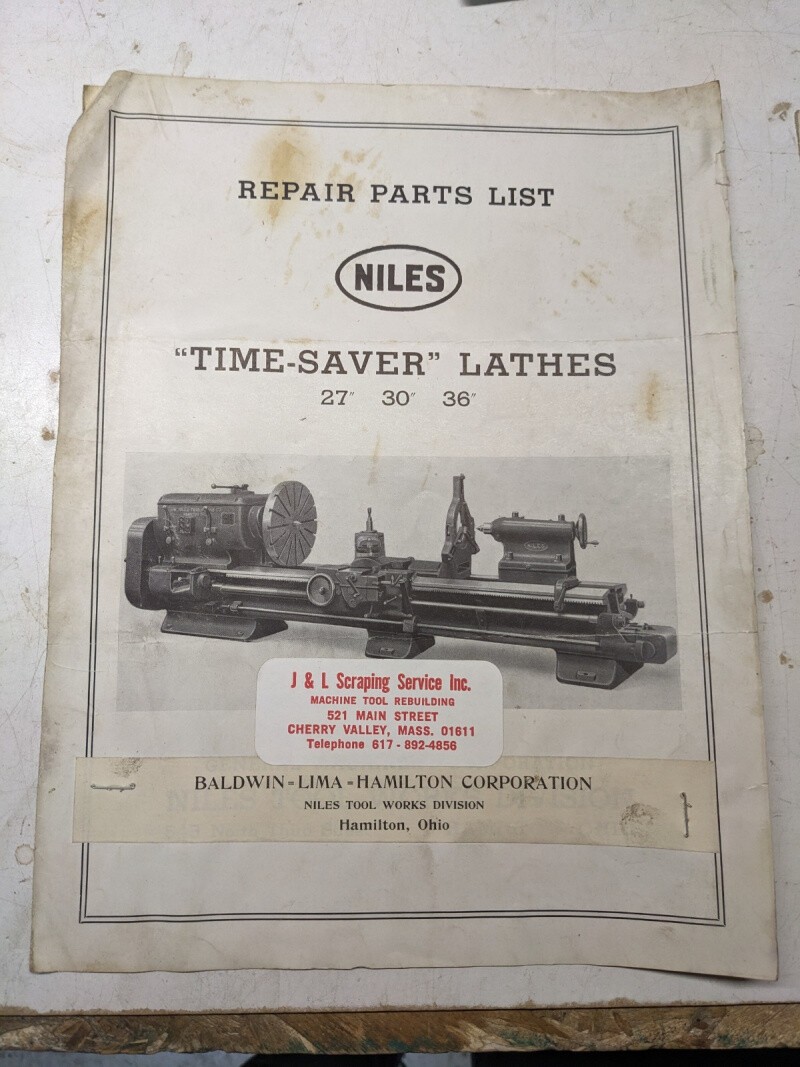 REPAIR PARTS LIST
NILES
“TIME-SAVER” LATHES
27″ 30″ 36″
NILES
J & L Scraping Service Inc.
MACHINE TOOL REBUILDING
521 MAIN STREET
CHERRY VALLEY, MASS. 01611
Telephone 617 - 892-4856
BALDWIN-LIMA-HAMILTON CORPORATION
NILES TOOL WORKS DIVISION
Hamilton, Ohio